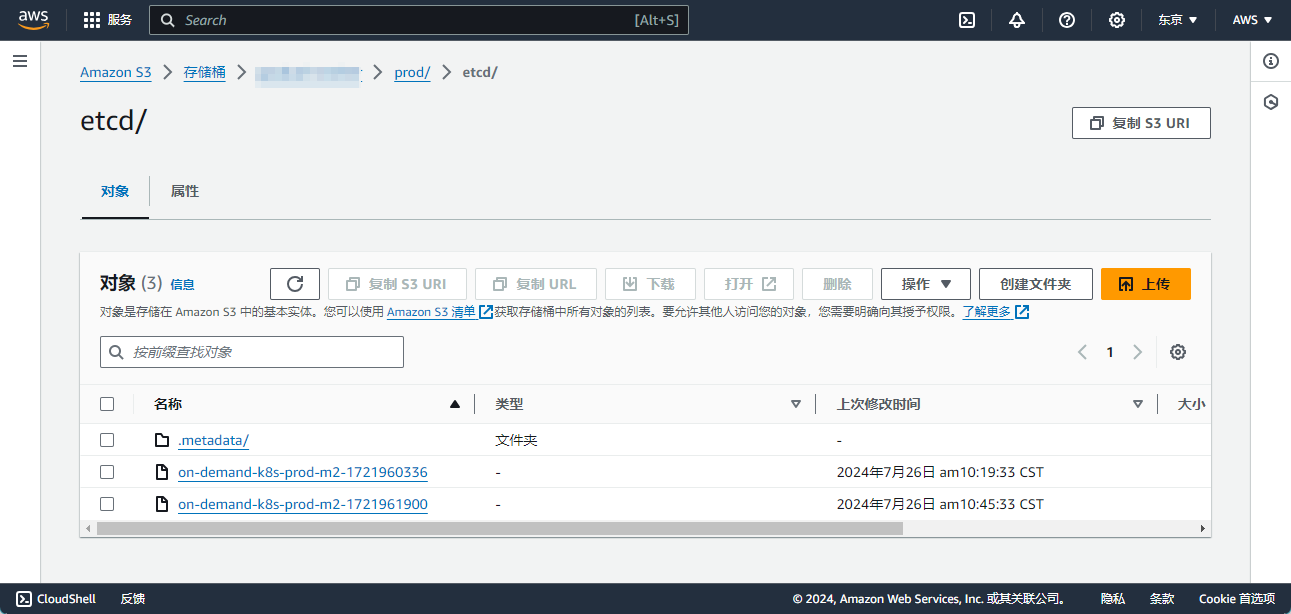 aws 服务 Search [Alt+S] 东京 ▼ AWS ▼
Amazon S3 > 存储桶 > > prod/ > etcd/
etcd/
复制 S3 URI
对象 属性
对象 (3) 信息 复制 S3 URI 复制 URL 下载 打开 删除 操作 ▼ 创建文件夹 上传
对象是存储在 Amazon S3 中的基本实体。您可以使用 Amazon S3 清单 获取存储桶中所有对象的列表。要允许其他人访问您的对象，您需要明确向其授予权限。 了解更多
按前缀查找对象 1
名称 类型 上次修改时间 大小
.metadata/ 文件夹 -
on-demand-k8s-prod-m2-1721960336 - 2024年7月26日 am10:19:33 CST
on-demand-k8s-prod-m2-1721961900 - 2024年7月26日 am10:45:33 CST
CloudShell 反馈 © 2024, Amazon Web Services, Inc. 或其关联公司。 隐私 条款 Cookie 首选项